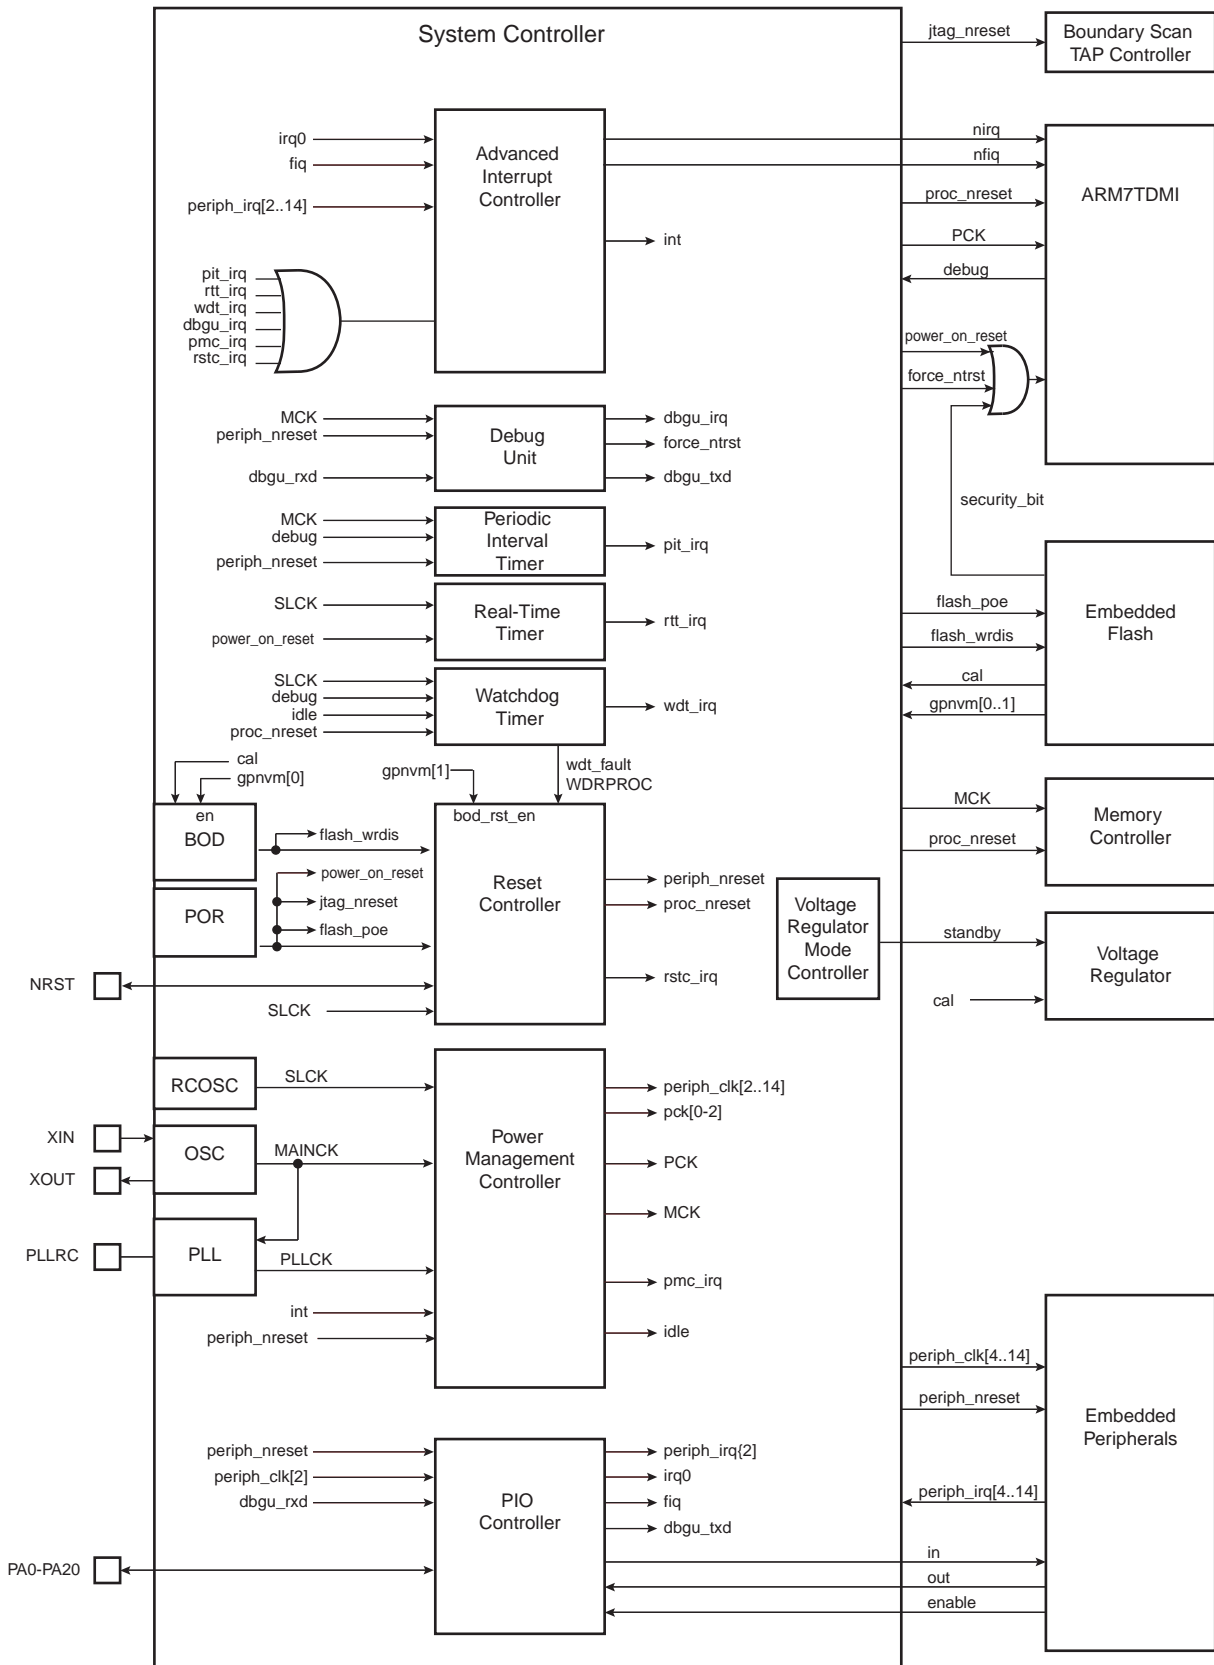 System Controller
jtag_nreset
Boundary Scan
TAP Controller
irq0
fiq
periph_irq[2..14]
Advanced
Interrupt
Controller
int
nirq
nfiq
proc_nreset
PCK
debug
ARM7TDMI
pit_irq
rtt_irq
wdt_irq
dbgu_irq
pmc_irq
rstc_irq
power_on_reset
force_ntrst
security_bit
MCK
periph_nreset
dbgu_rxd
Debug
Unit
dbgu_irq
force_ntrst
dbgu_txd
MCK
debug
periph_nreset
Periodic
Interval
Timer
pit_irq
SLCK
power_on_reset
Real-Time
Timer
rtt_irq
flash_poe
flash_wrdis
cal
gpnvm[0..1]
Embedded
Flash
SLCK
debug
idle
proc_nreset
Watchdog
Timer
wdt_irq
wdt_fault
WDRPROC
cal
gpnvm[0]
gpnvm[1]
en
BOD
bod_rst_en
flash_wrdis
power_on_reset
jtag_nreset
flash_poe
POR
Reset
Controller
periph_nreset
proc_nreset
rstc_irq
NRST
SLCK
MCK
proc_nreset
Memory
Controller
Voltage
Regulator
Mode
Controller
standby
cal
Voltage
Regulator
RCOSC
SLCK
XIN
XOUT
OSC
MAINCK
PLLRC
PLL
PLLCK
int
periph_nreset
Power
Management
Controller
periph_clk[2..14]
pck[0-2]
PCK
MCK
pmc_irq
idle
periph_clk[4..14]
periph_nreset
periph_irq[4..14]
in
out
enable
Embedded
Peripherals
periph_nreset
periph_clk[2]
dbgu_rxd
PA0-PA20
PIO
Controller
periph_irq{2]
irq0
fiq
dbgu_txd